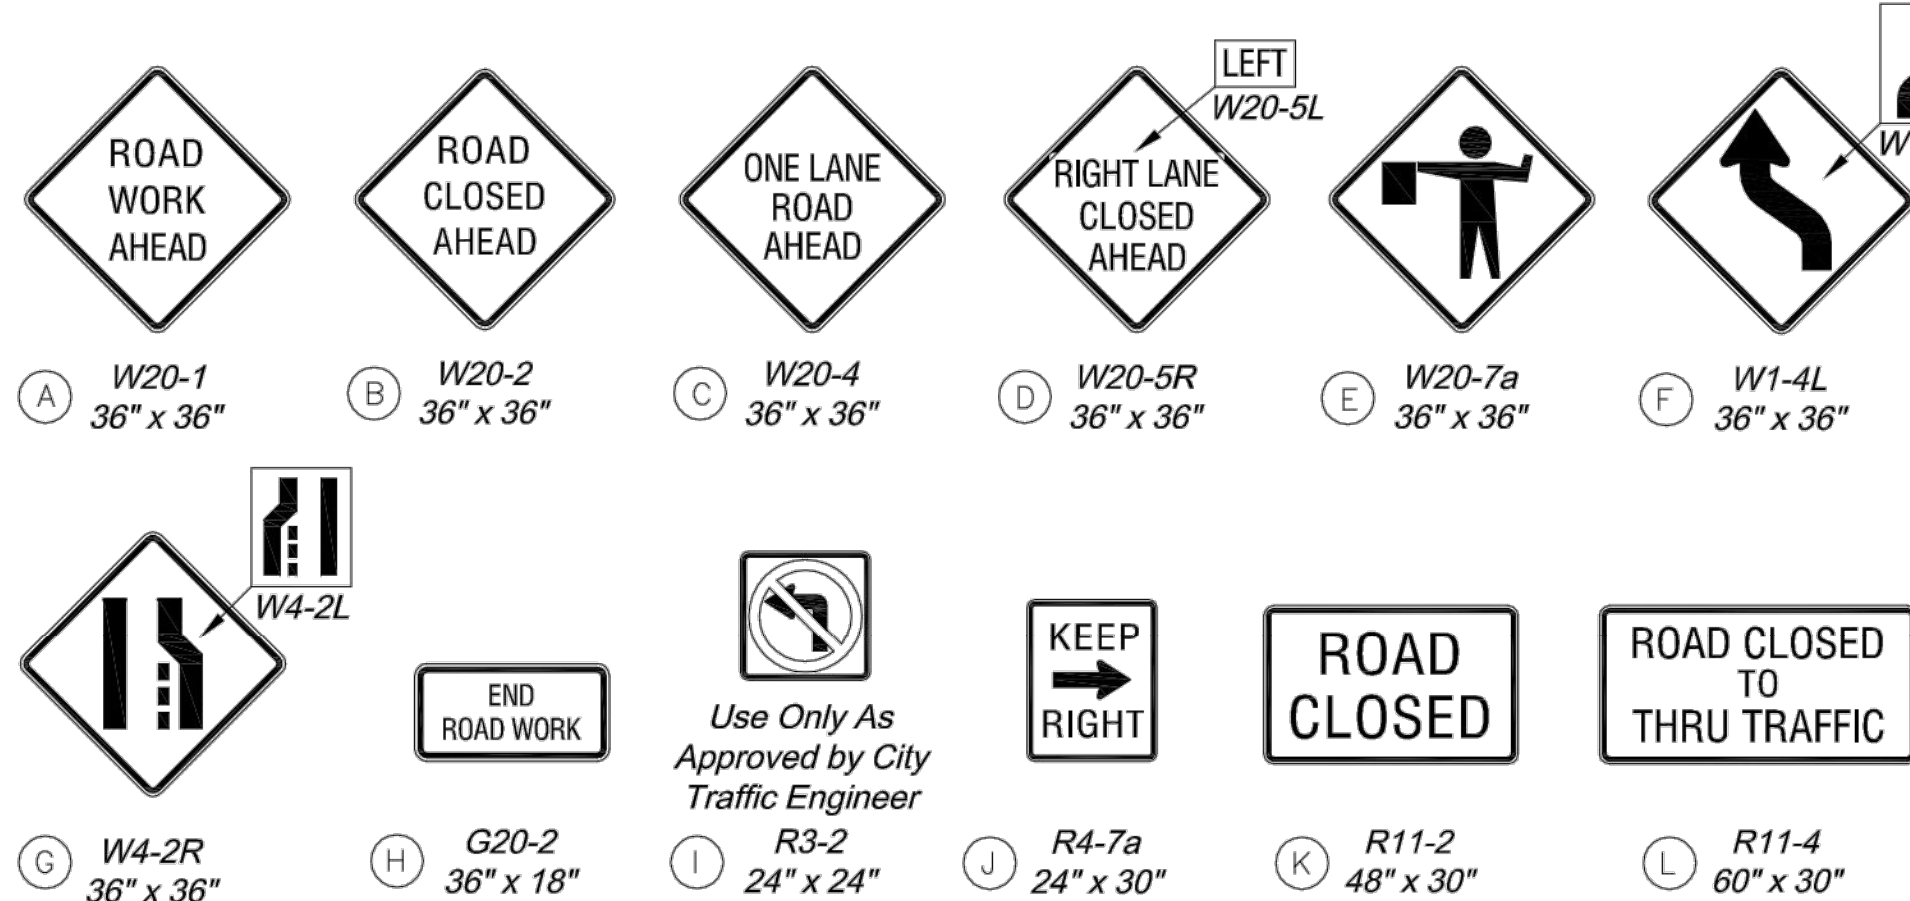 ROAD
WORK
AHEAD
A
W20-1
36" x 36"
ROAD
CLOSED
AHEAD
B
W20-2
36" x 36"
ONE LANE
ROAD
AHEAD
C
W20-4
36" x 36"
LEFT
W20-5L
RIGHT LANE
CLOSED
AHEAD
D
W20-5R
36" x 36"
E
W20-7a
36" x 36"
W
F
W1-4L
36" x 36"
W4-2L
G
W4-2R
36" x 36"
END
ROAD WORK
H
G20-2
36" x 18"
Use Only As
Approved by City
Traffic Engineer
I
R3-2
24" x 24"
KEEP
RIGHT
J
R4-7a
24" x 30"
ROAD
CLOSED
K
R11-2
48" x 30"
ROAD CLOSED
TO
THRU TRAFFIC
L
R11-4
60" x 30"